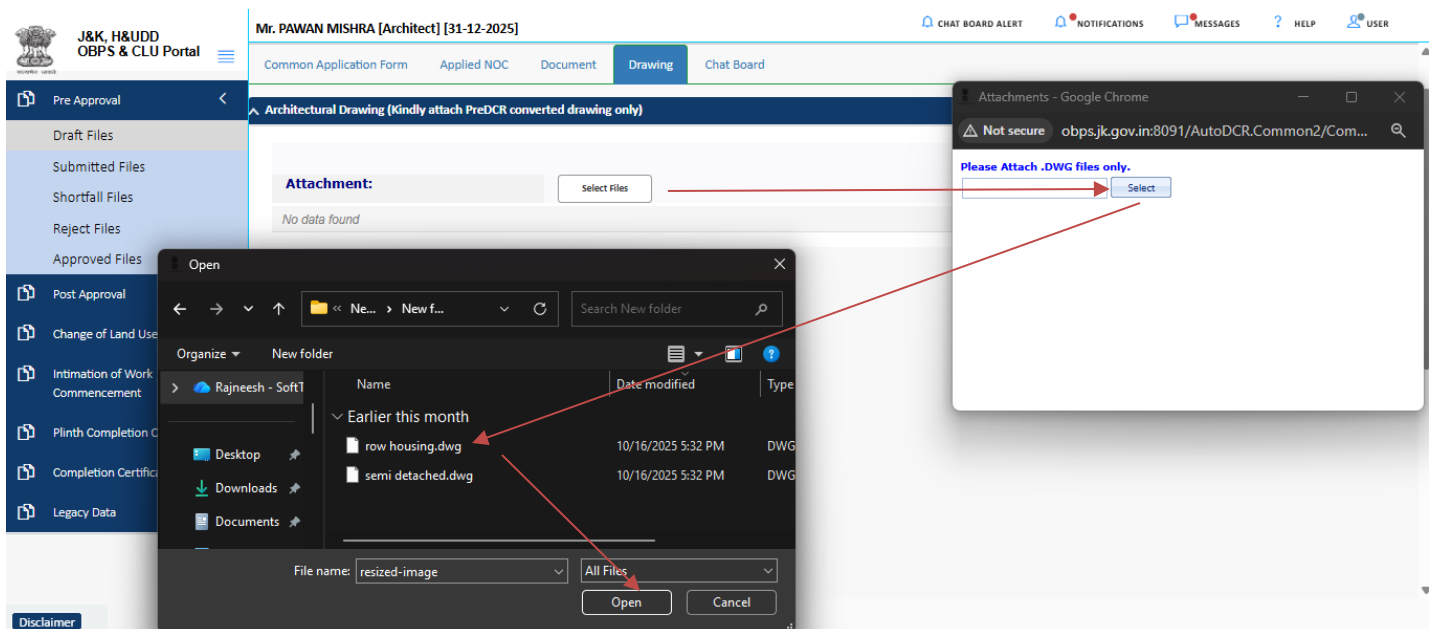 J&K, H&UDD
OBPS & CLU Portal
Mr. PAWAN MISHRA [Architect] [31-12-2025]
CHAT BOARD ALERT
NOTIFICATIONS
MESSAGES
? HELP
USER
Common Application Form
Applied NOC
Document
Drawing
Chat Board
Pre Approval
Draft Files
Submitted Files
Shortfall Files
Reject Files
Approved Files
Post Approval
Change of Land Use
Intimation of Work
Commencement
Plinth Completion C
Completion Certifica
Legacy Data
Disclaimer
Architectural Drawing (Kindly attach PreDCR converted drawing only)
Attachment:
Select Files
No data found
Attachments - Google Chrome
Not secure obps.jk.gov.in:8091/AutoDCR.Common2/Com...
Please Attach .DWG files only.
Select
Open
« Ne... › New f...
Search New folder
Organize
New folder
?
Rajneesh - SoftT
Desktop
Downloads
Documents
Name
Date modified
Type
Earlier this month
row housing.dwg 10/16/2025 5:32 PM DWG
semi detached.dwg 10/16/2025 5:32 PM DWG
File name: resized-image
All Files
Open
Cancel